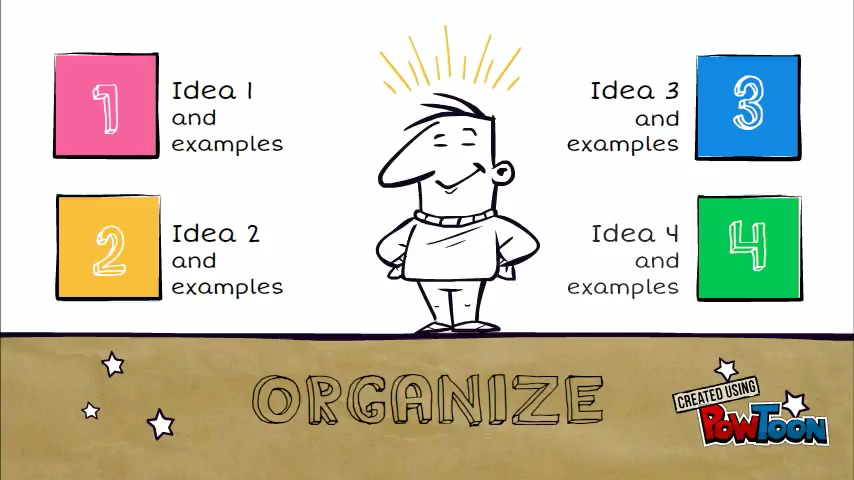 1
Idea 1
and
examples
2
Idea 2
and
examples
Idea 3
and
examples
3
Idea 4
and
examples
4
ORGANIZE
CREATED USING
POWTOON